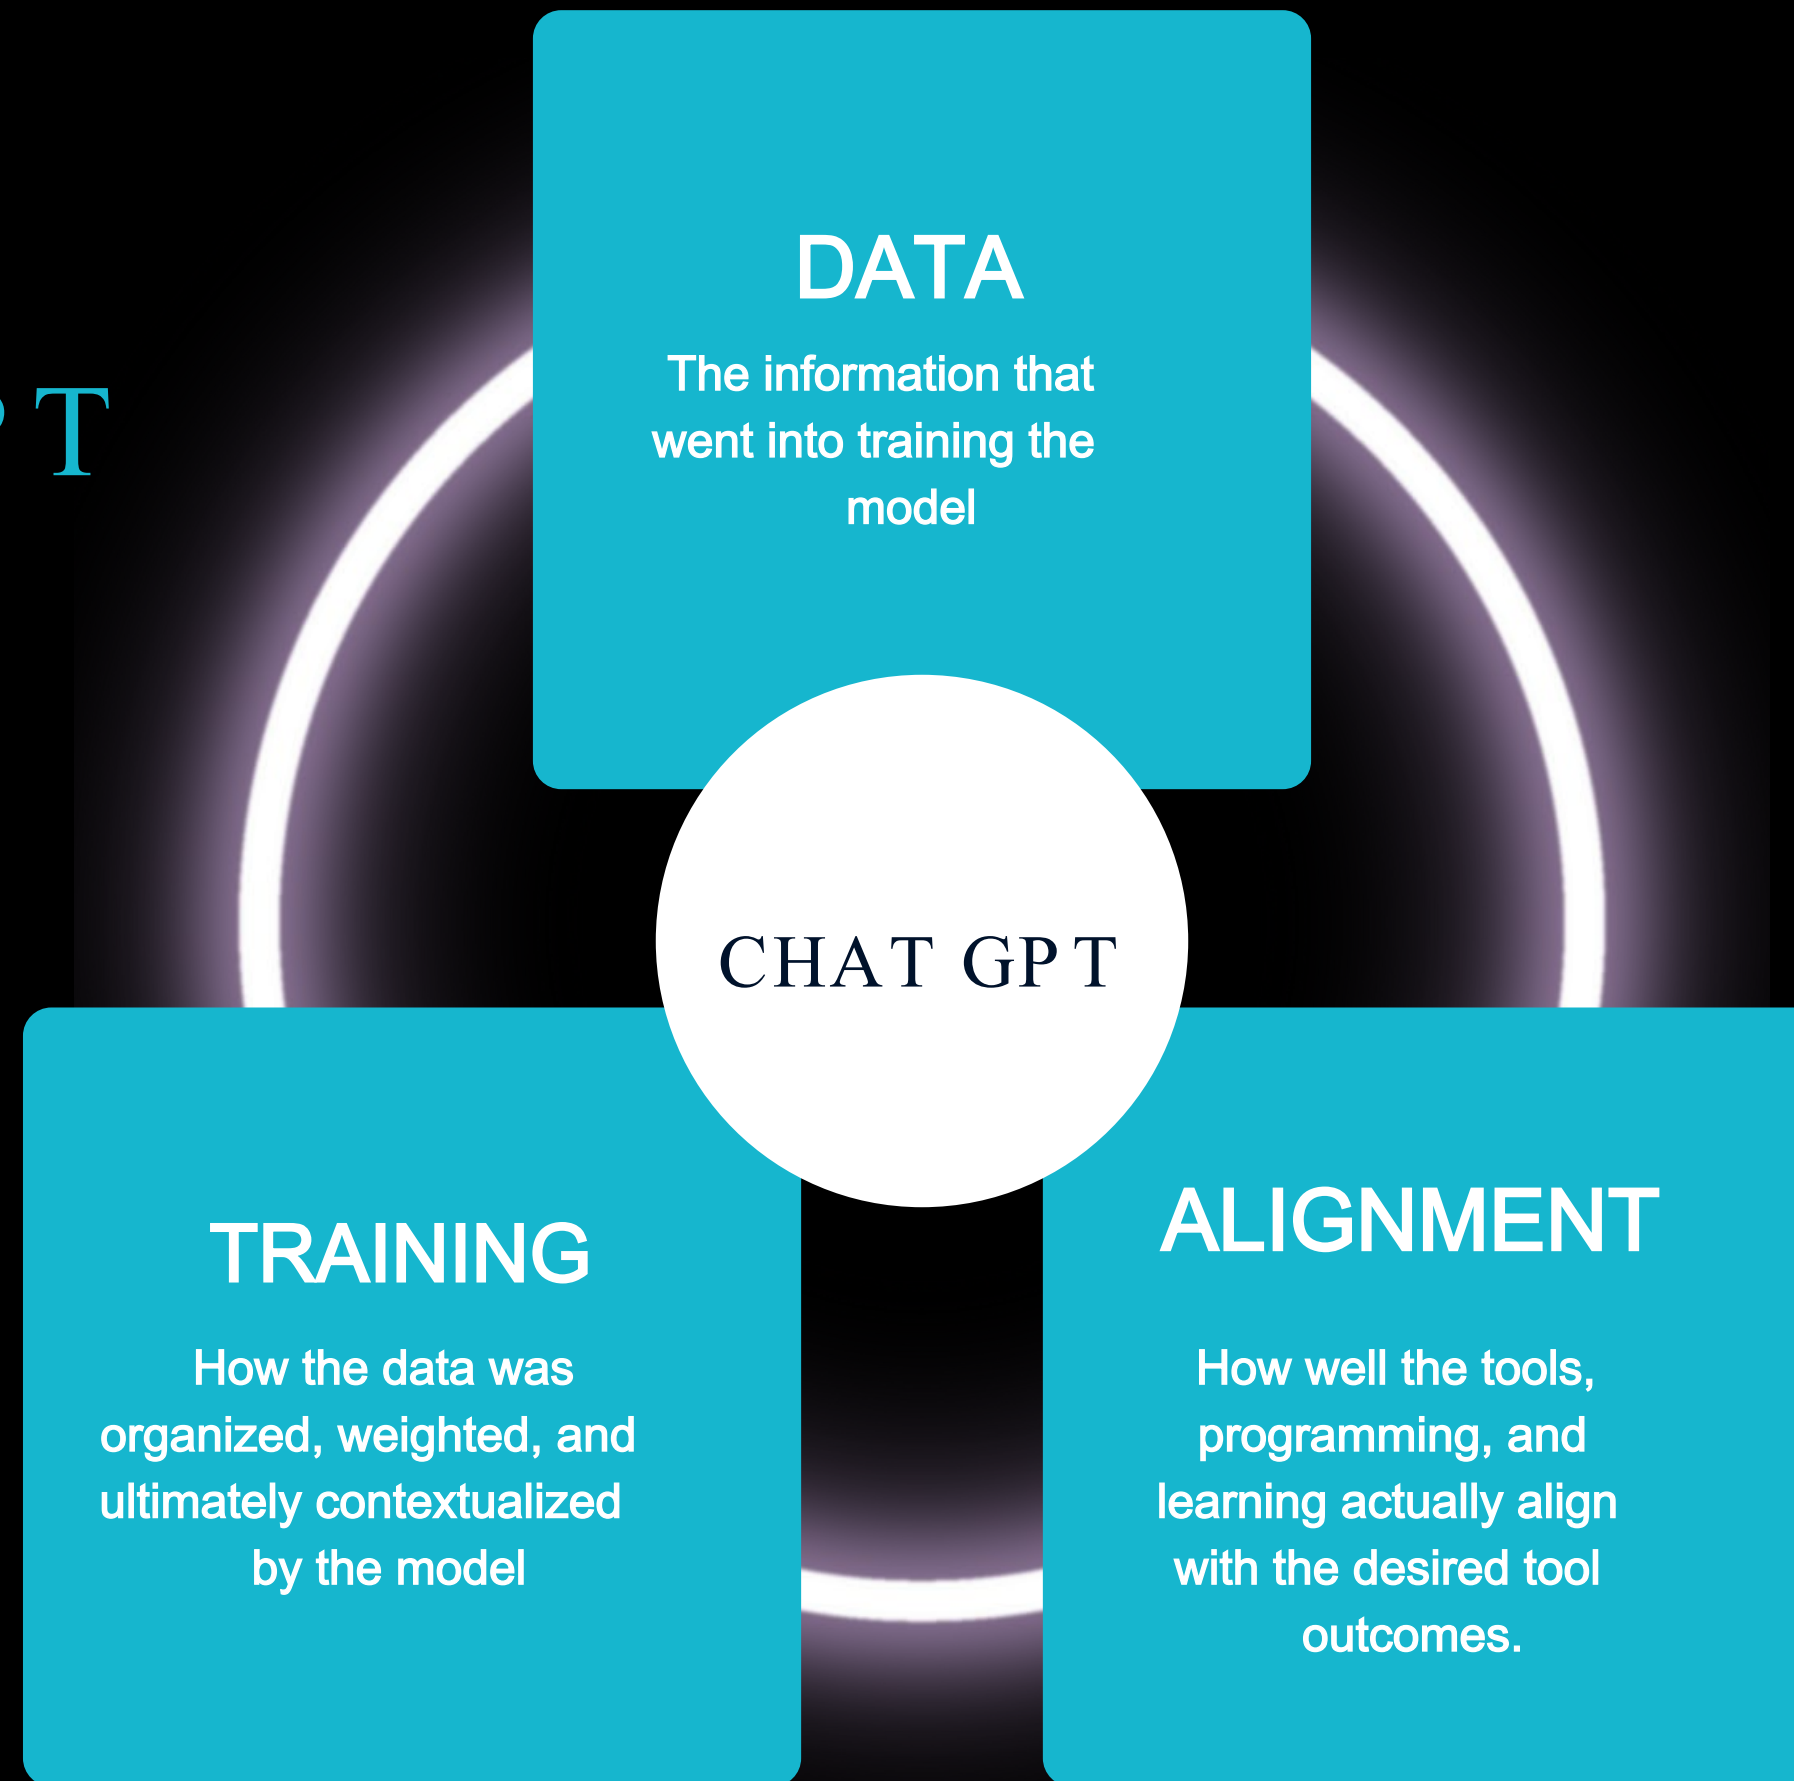 DATA
The information that
went into training the
model
PT
CHAT GPT
TRAINING
How the data was
organized, weighted, and
ultimately contextualized
by the model
ALIGNMENT
How well the tools,
programming, and
learning actually align
with the desired tool
outcomes.